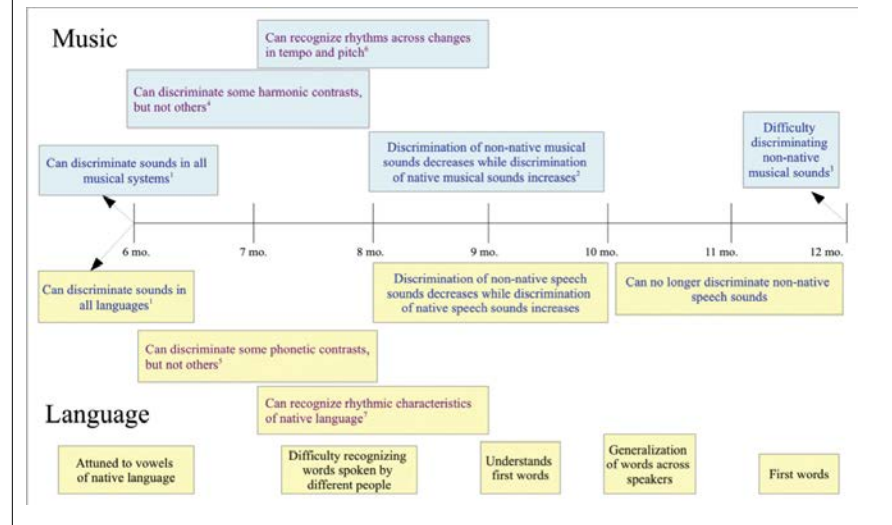 Music
Can recognize rhythms across changes
in tempo and pitch⁶
Can discriminate some harmonic contrasts,
but not others⁴
Can discriminate sounds in all
musical systems¹
Discrimination of non-native musical
sounds decreases while discrimination
of native musical sounds increases²
Difficulty
discriminating
non-native
musical sounds³
6 mo.
7 mo.
8 mo.
9 mo.
10 mo.
11 mo.
12 mo.
Can discriminate sounds in
all languages¹
Discrimination of non-native speech
sounds decreases while discrimination
of native speech sounds increases
Can no longer discriminate non-native
speech sounds
Can discriminate some phonetic contrasts,
but not others⁵
Can recognize rhythmic characteristics
of native language⁷
Language
Attuned to vowels
of native language
Difficulty recognizing
words spoken by
different people
Understands
first words
Generalization
of words across
speakers
First words